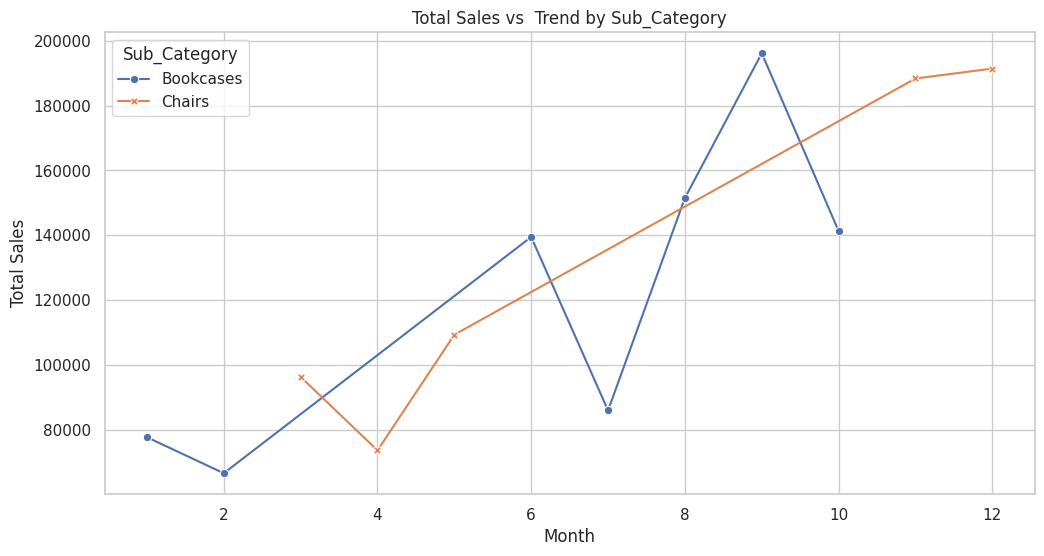 Total Sales vs  Trend by Sub_Category
Sub_Category
Bookcases
Chairs
Total Sales
200000
180000
160000
140000
120000
100000
80000
2 4 6 8 10 12
Month